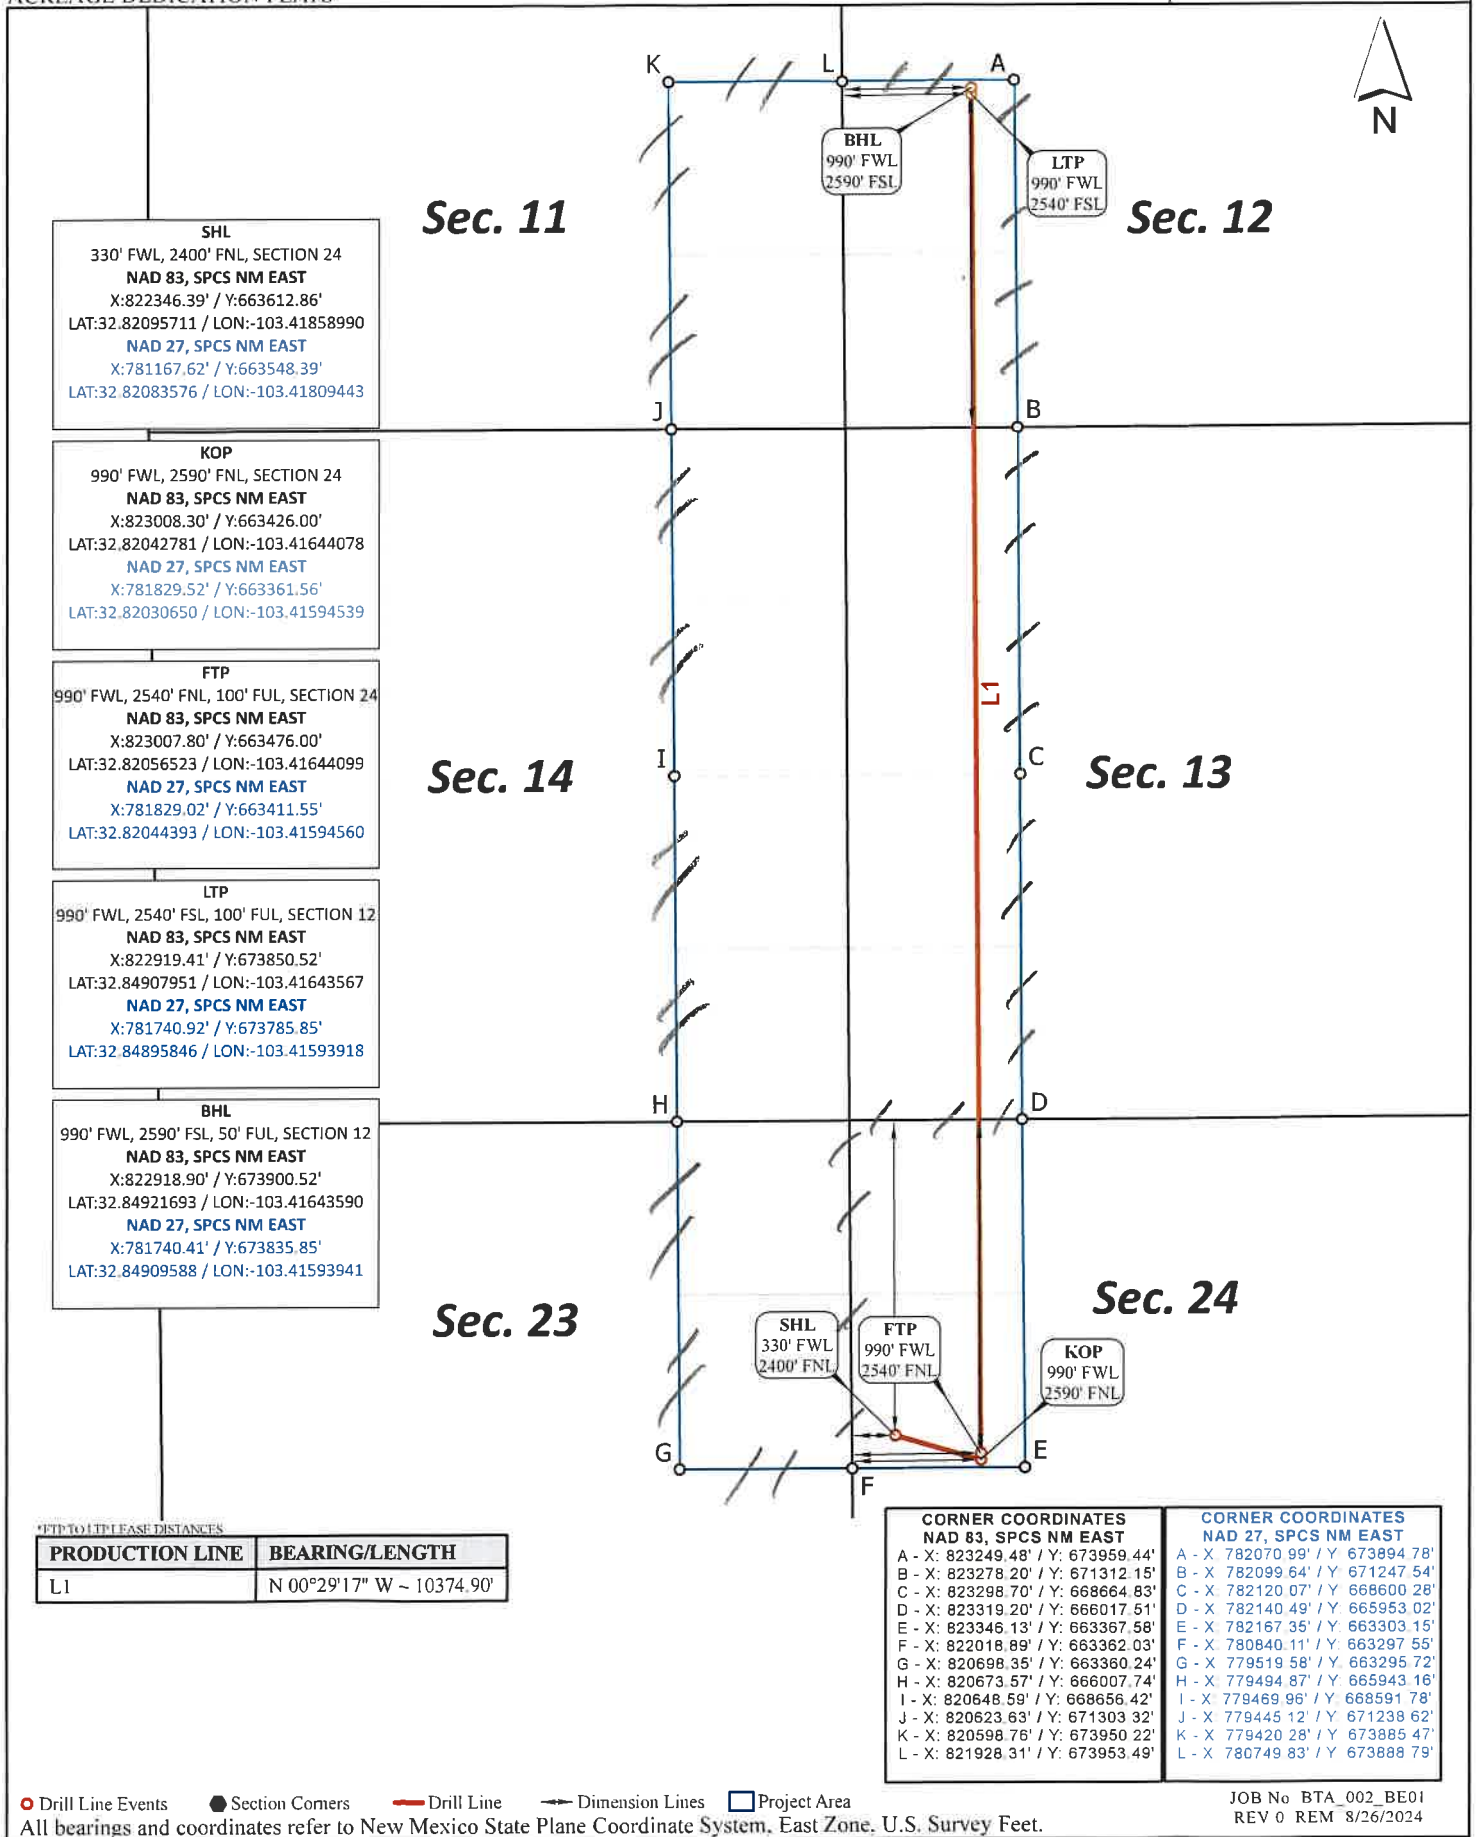 ACREAGE DEDICATION PLATS
K
L
A
N
BHL
990' FWL
2590' FSL
LTP
990' FWL
2540' FSL
Sec. 11
Sec. 12
SHL
330' FWL, 2400' FNL, SECTION 24
NAD 83, SPCS NM EAST
X:822346.39' / Y:663612.86'
LAT:32.82095711 / LON:-103.41858990
NAD 27, SPCS NM EAST
X:781167.62' / Y:663548.39'
LAT:32.82083576 / LON:-103.41809443
J
B
KOP
990' FWL, 2590' FNL, SECTION 24
NAD 83, SPCS NM EAST
X:823008.30' / Y:663426.00'
LAT:32.82042781 / LON:-103.41644078
NAD 27, SPCS NM EAST
X:781829.52' / Y:663361.56'
LAT:32.82030650 / LON:-103.41594539
FTP
990' FWL, 2540' FNL, 100' FUL, SECTION 24
NAD 83, SPCS NM EAST
X:823007.80' / Y:663476.00'
LAT:32.82056523 / LON:-103.41644099
NAD 27, SPCS NM EAST
X:781829.02' / Y:663411.55'
LAT:32.82044393 / LON:-103.41594560
L1
I
C
Sec. 14
Sec. 13
LTP
990' FWL, 2540' FSL, 100' FUL, SECTION 12
NAD 83, SPCS NM EAST
X:822919.41' / Y:673850.52'
LAT:32.84907951 / LON:-103.41643567
NAD 27, SPCS NM EAST
X:781740.92' / Y:673785.85'
LAT:32.84895846 / LON:-103.41593918
H
D
BHL
990' FWL, 2590' FSL, 50' FUL, SECTION 12
NAD 83, SPCS NM EAST
X:822918.90' / Y:673900.52'
LAT:32.84921693 / LON:-103.41643590
NAD 27, SPCS NM EAST
X:781740.41' / Y:673835.85'
LAT:32.84909588 / LON:-103.41593941
Sec. 23
Sec. 24
SHL
330' FWL
2400' FNL
FTP
990' FWL
2540' FNL
KOP
990' FWL
2590' FNL
G
F
E
*FTP TO LTP LEASE DISTANCES
PRODUCTION LINE BEARING/LENGTH
L1 N 00°29'17" W ~ 10374.90'
CORNER COORDINATES
NAD 83, SPCS NM EAST
A - X: 823249.48' / Y: 673959.44'
B - X: 823278.20' / Y: 671312.15'
C - X: 823298.70' / Y: 668664.83'
D - X: 823319.20' / Y: 666017.51'
E - X: 823346.13' / Y: 663367.58'
F - X: 822018.89' / Y: 663362.03'
G - X: 820698.35' / Y: 663360.24'
H - X: 820673.57' / Y: 666007.74'
I - X: 820648.59' / Y: 668656.42'
J - X: 820623.63' / Y: 671303.32'
K - X: 820598.76' / Y: 673950.22'
L - X: 821928.31' / Y: 673953.49'
CORNER COORDINATES
NAD 27, SPCS NM EAST
A - X: 782070.99' / Y: 673894.78'
B - X: 782099.64' / Y: 671247.54'
C - X: 782120.07' / Y: 668600.28'
D - X: 782140.49' / Y: 665953.02'
E - X: 782167.35' / Y: 663303.15'
F - X: 780840.11' / Y: 663297.55'
G - X: 779519.58' / Y: 663295.72'
H - X: 779494.87' / Y: 665943.16'
I - X: 779469.96' / Y: 668591.78'
J - X: 779445.12' / Y: 671238.62'
K - X: 779420.28' / Y: 673885.47'
L - X: 780749.83' / Y: 673888.79'
Drill Line Events Section Corners Drill Line Dimension Lines Project Area
All bearings and coordinates refer to New Mexico State Plane Coordinate System, East Zone, U.S. Survey Feet.
JOB No BTA_002_BE01
REV 0 REM 8/26/2024